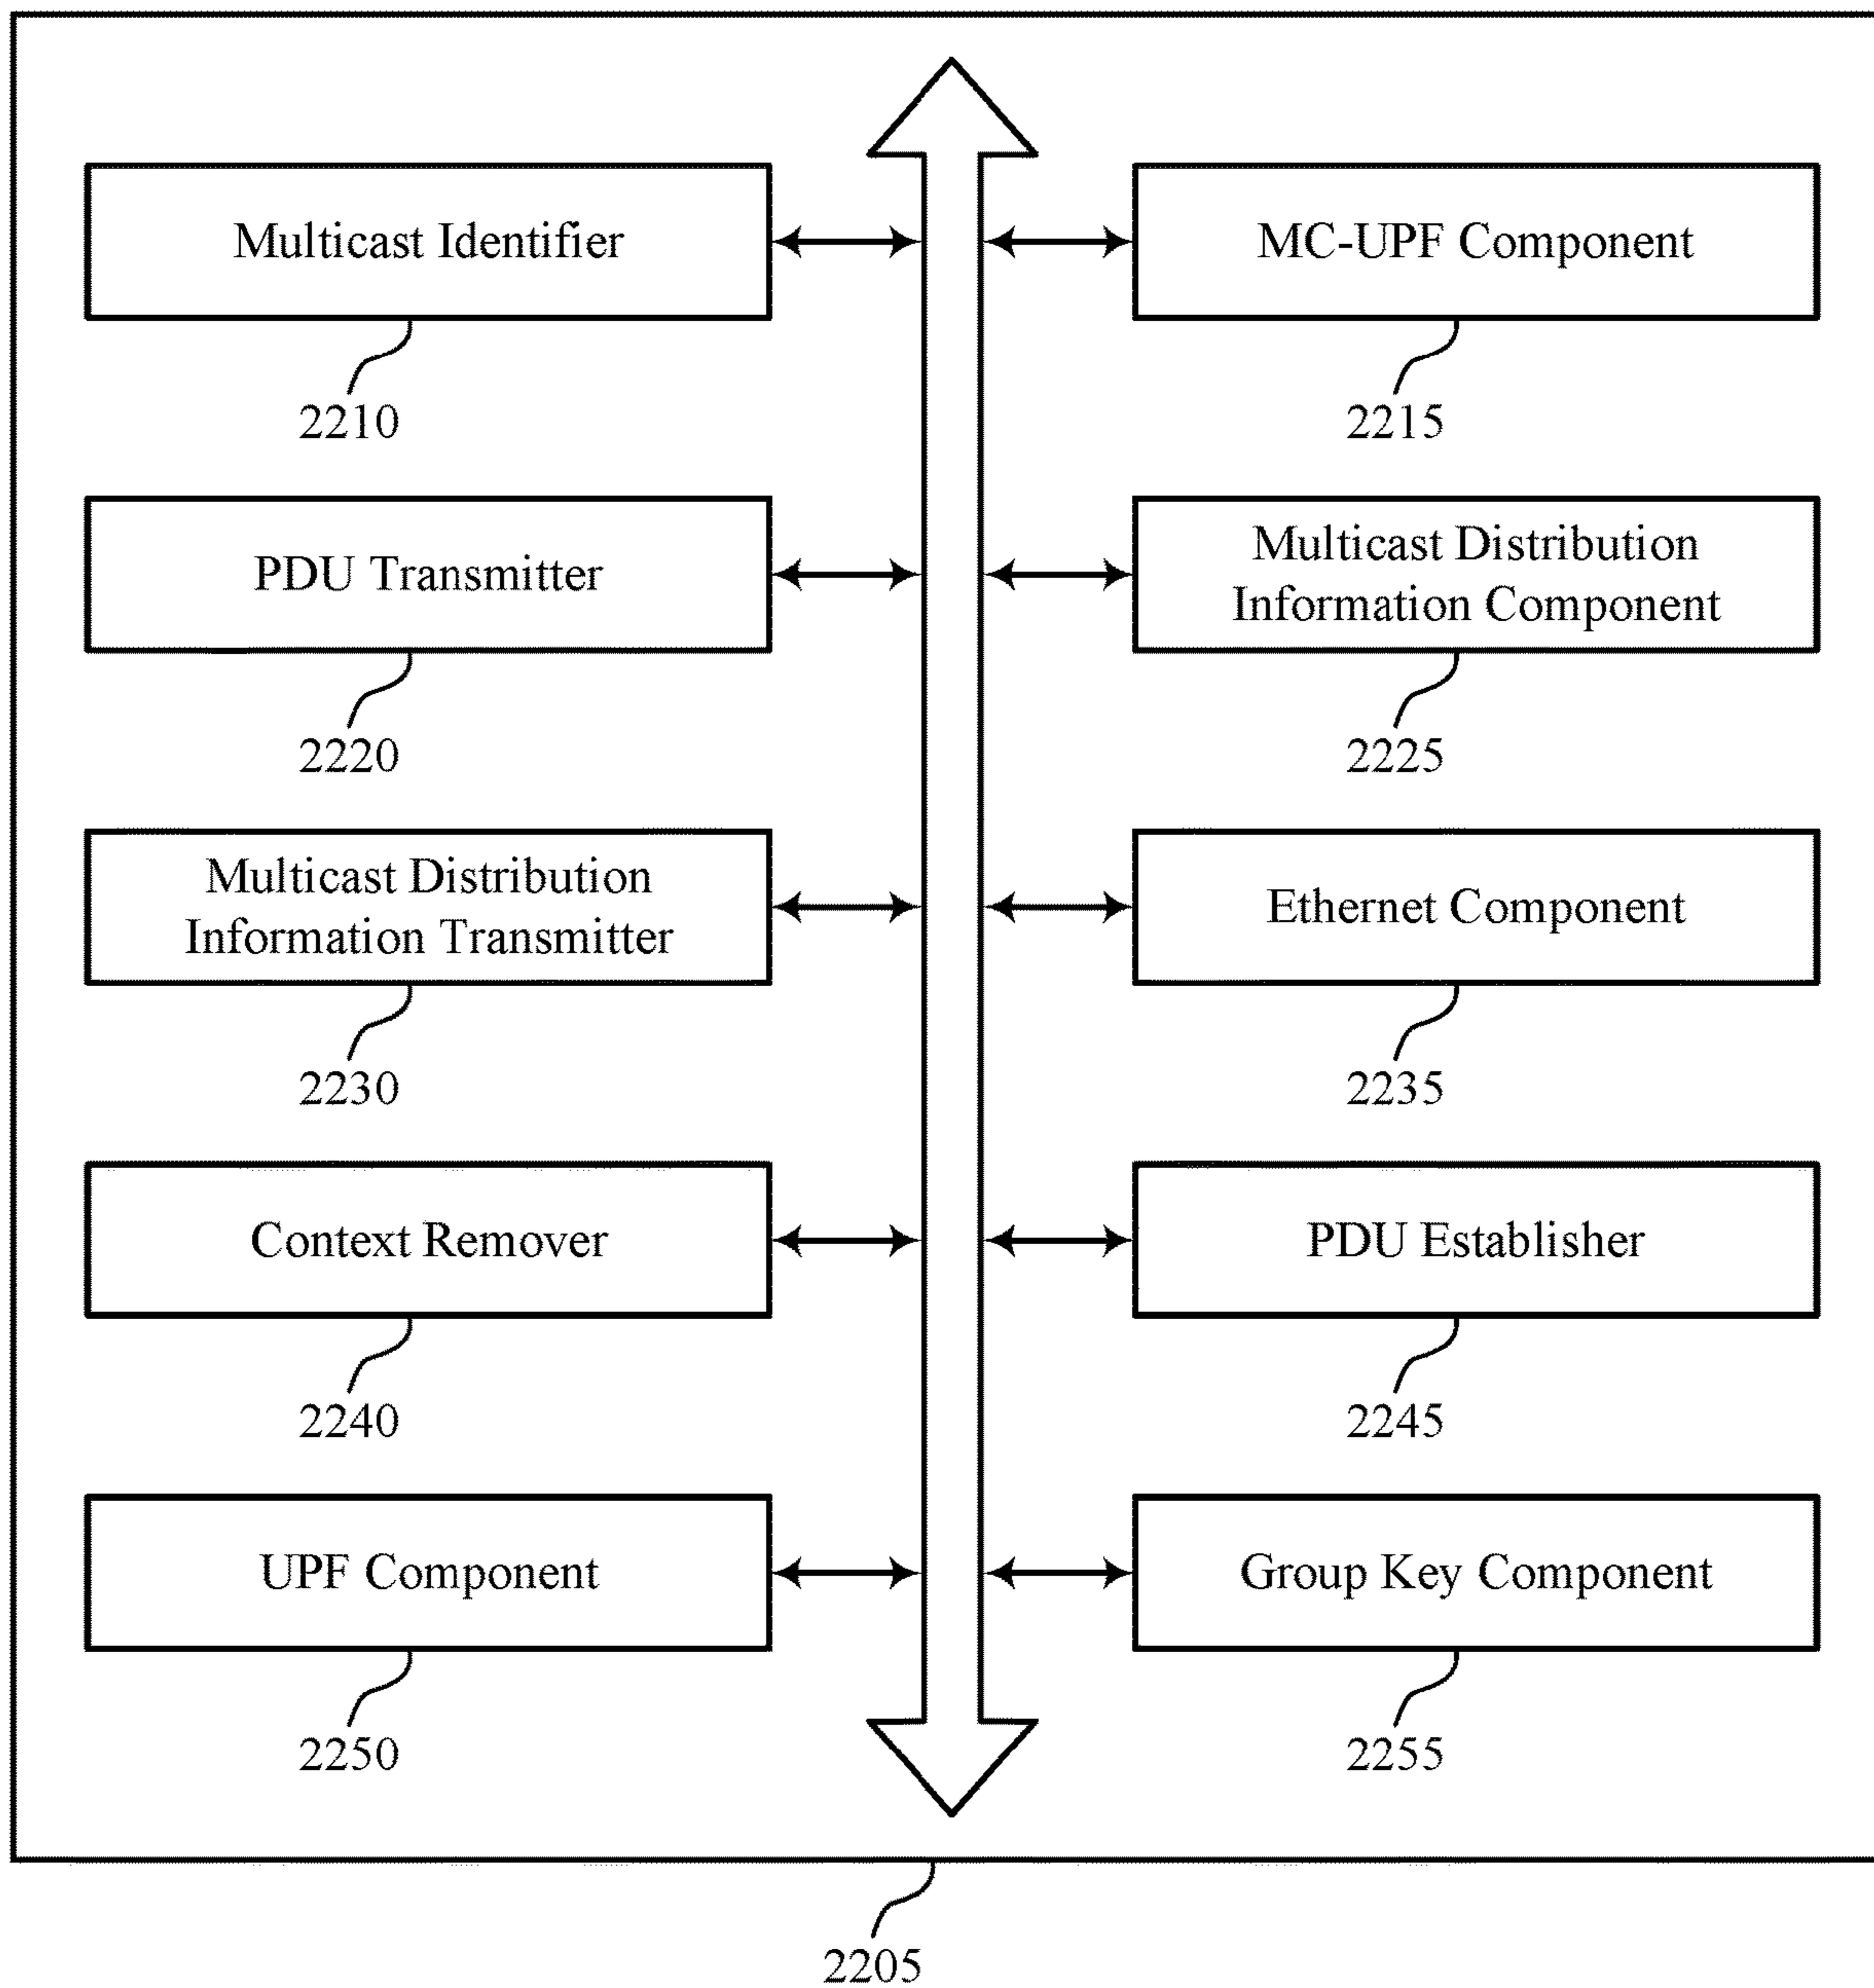 Multicast Identifier
MC-UPF Component
2210
2215
PDU Transmitter
Multicast Distribution
Information Component
2220
2225
Multicast Distribution
Information Transmitter
Ethernet Component
2230
2235
Context Remover
PDU Establisher
2240
2245
UPF Component
Group Key Component
2250
2255
2205